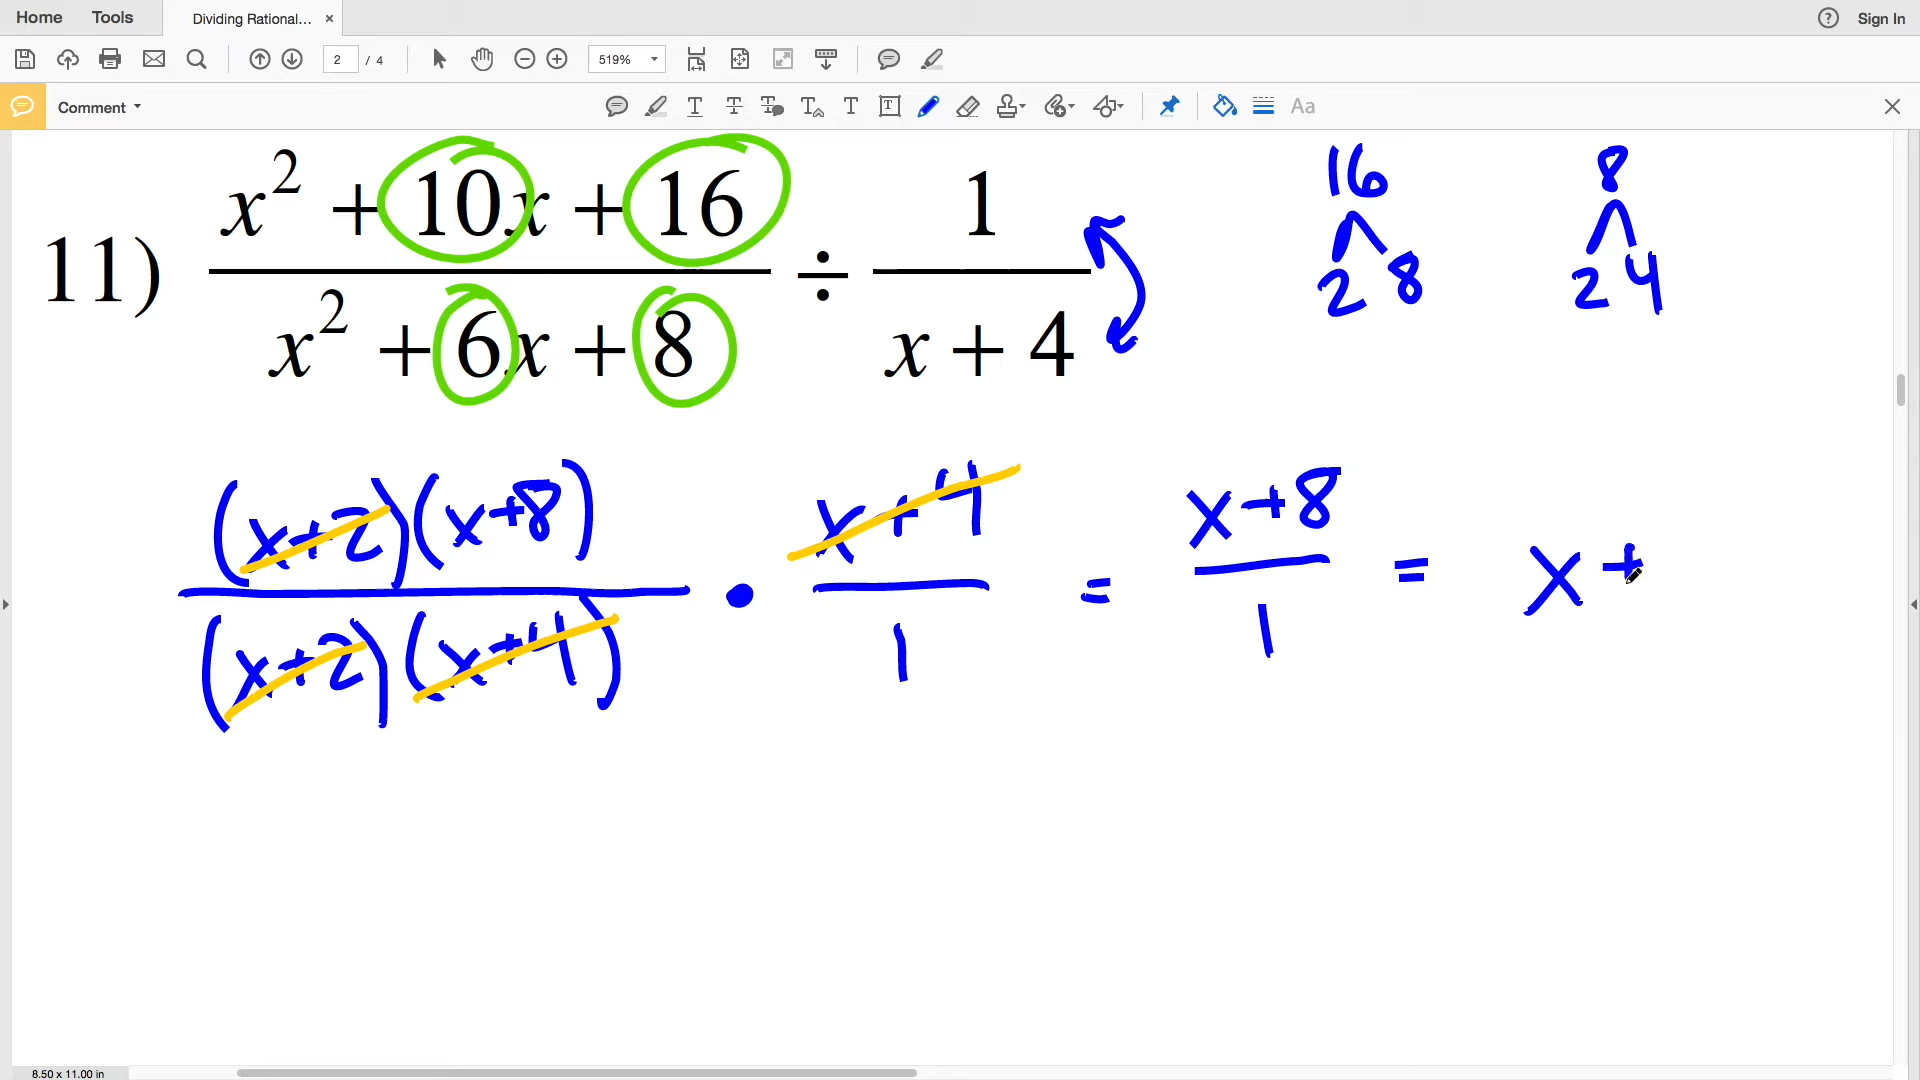 Home Tools Dividing Rational... × ? Sign In
2 / 4 519%
Comment T T T T T T Aa
11) x² + 10x + 16 / x² + 6x + 8 ÷ 1 / x + 4
16
2 8
8
2 4
(x+2)(x+8) / (x+2)(x+4) • x+4 / 1 = x+8 / 1 = x+
8.50 x 11.00 in